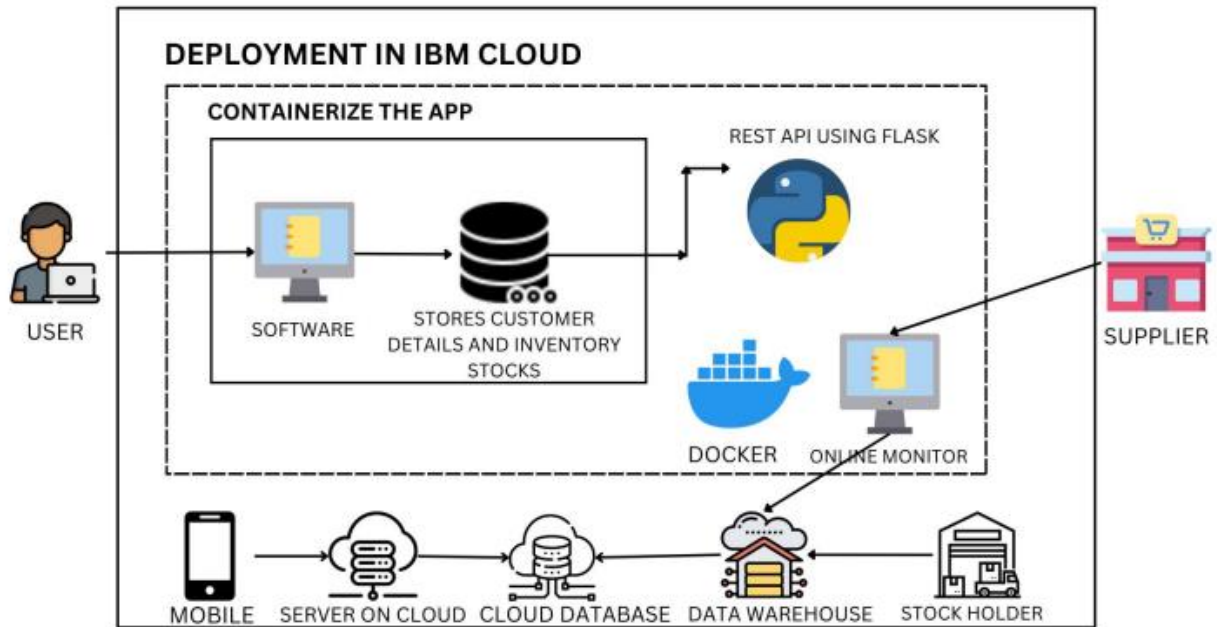 DEPLOYMENT IN IBM CLOUD
CONTAINERIZE THE APP
REST API USING FLASK
USER
SOFTWARE
STORES CUSTOMER
DETAILS AND INVENTORY
STOCKS
SUPPLIER
DOCKER
ONLINE MONITOR
MOBILE
SERVER ON CLOUD
CLOUD DATABASE
DATA WAREHOUSE
STOCK HOLDER